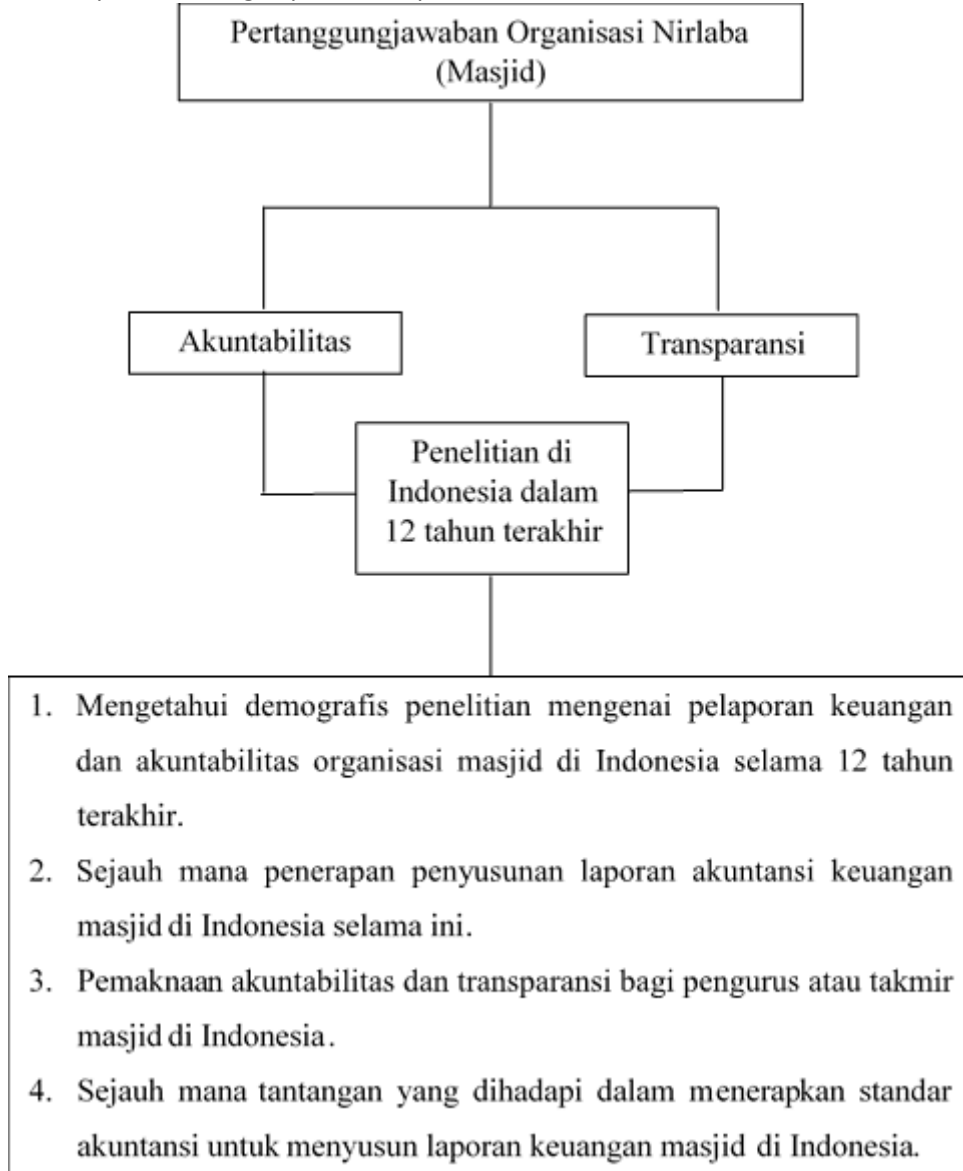 Pertanggungjawaban Organisasi Nirlaba
(Masjid)
Akuntabilitas
Transparansi
Penelitian di
Indonesia dalam
12 tahun terakhir
1. Mengetahui demografis penelitian mengenai pelaporan keuangan
dan akuntabilitas organisasi masjid di Indonesia selama 12 tahun
terakhir.
2. Sejauh mana penerapan penyusunan laporan akuntansi keuangan
masjid di Indonesia selama ini.
3. Pemaknaan akuntabilitas dan transparansi bagi pengurus atau takmir
masjid di Indonesia.
4. Sejauh mana tantangan yang dihadapi dalam menerapkan standar
akuntansi untuk menyusun laporan keuangan masjid di Indonesia.